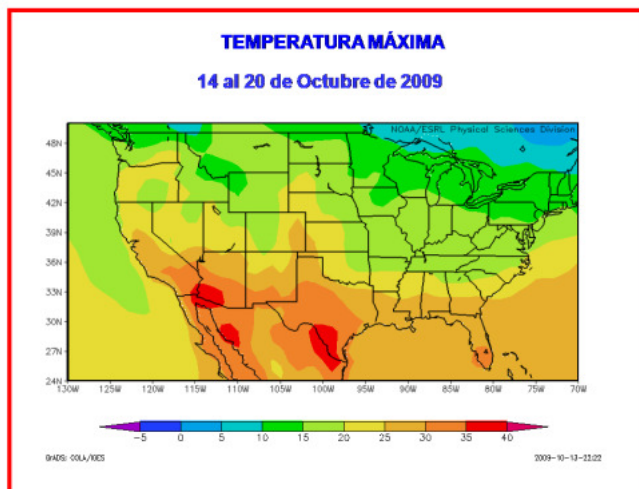 TEMPERATURA MÁXIMA
14 al 20 de Octubre de 2009
NOAA/ESRL Physical Sciences Division
48N
45N
42N
39N
36N
33N
30N
27N
24N
130W 125W 120W 115W 110W 105W 100W 95W 90W 85W 80W 75W 70W
-5 0 5 10 15 20 25 30 35 40
GrADS: COLA/IGES 2009-10-13-22:22